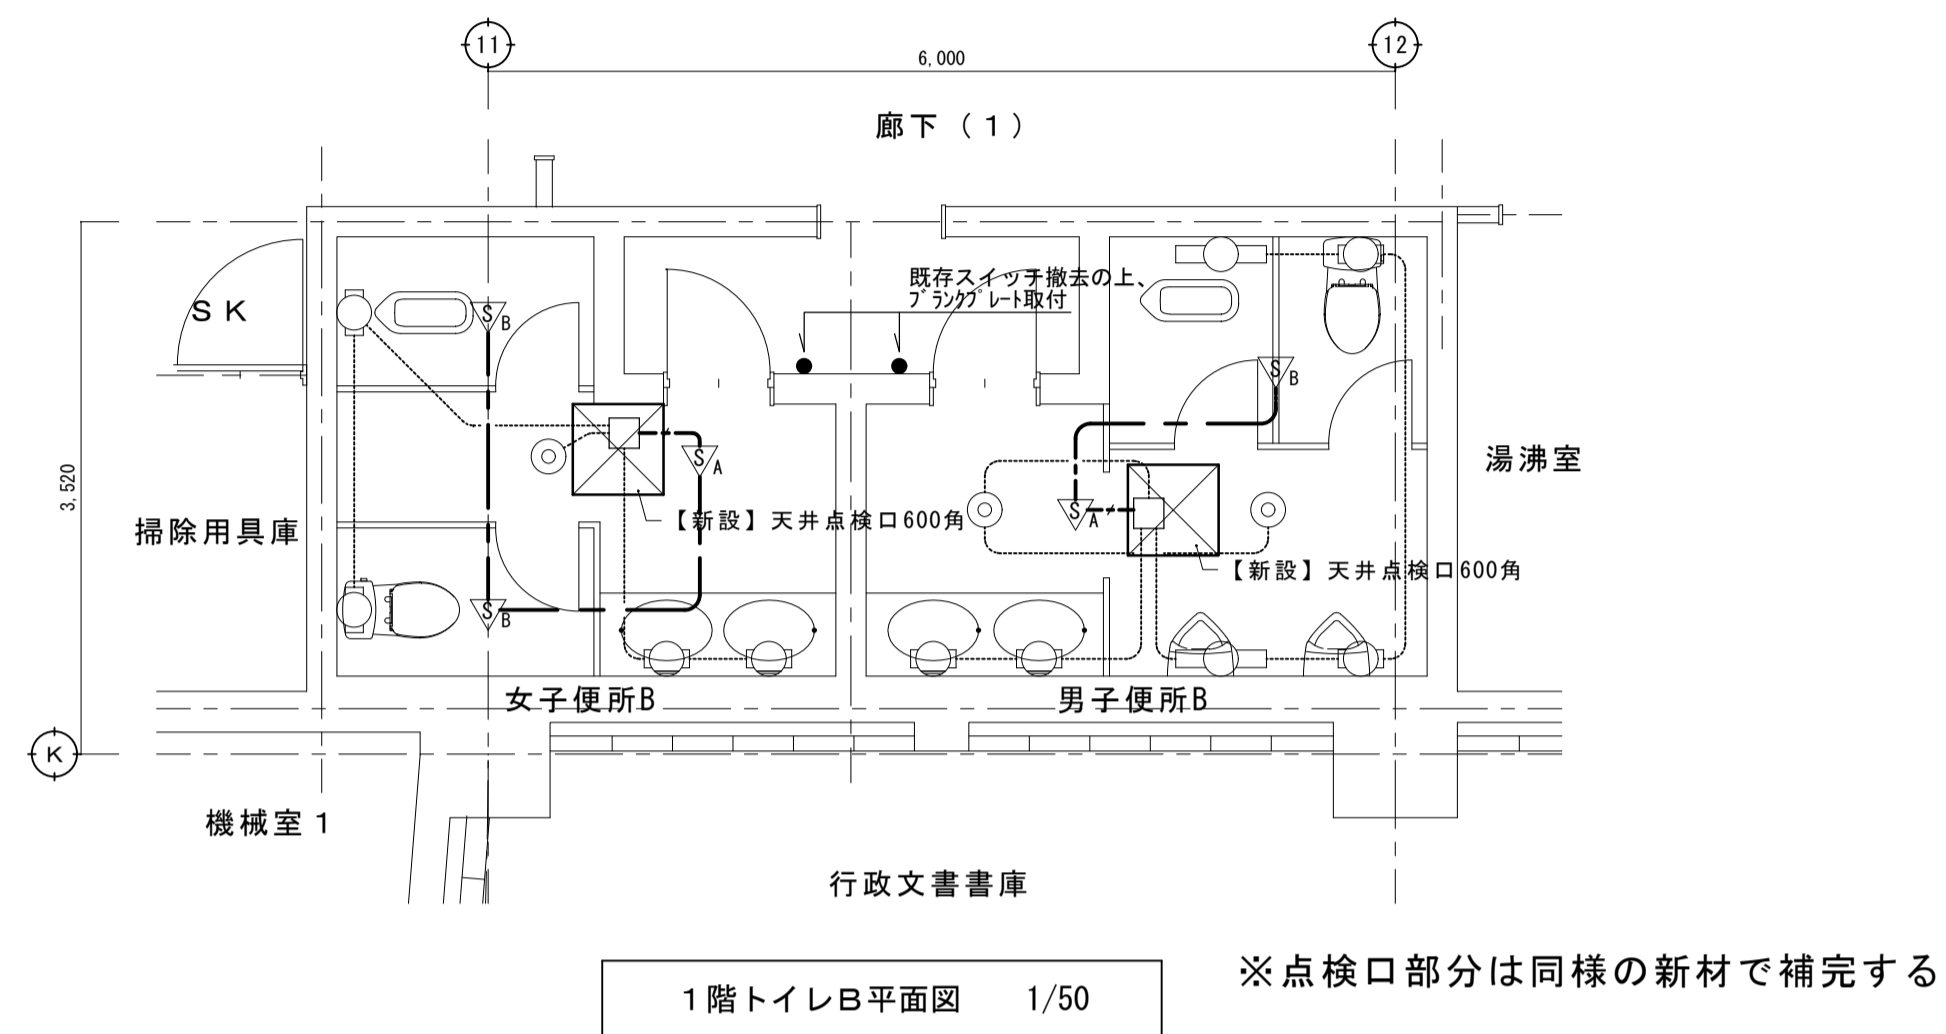 11
12
6,000
廊下（1）
既存スイッチ撤去の上、
ﾌﾞﾗﾝｸﾌﾟﾚｰﾄ取付
ＳＫ
S
B
S
B
S
A
湯沸室
3,520
【新設】天井点検口600角
S
A
掃除用具庫
【新設】天井点検口600角
S
B
女子便所B
男子便所B
K
機械室１
行政文書書庫
※点検口部分は同様の新材で補完する
１階トイレＢ平面図　1/50